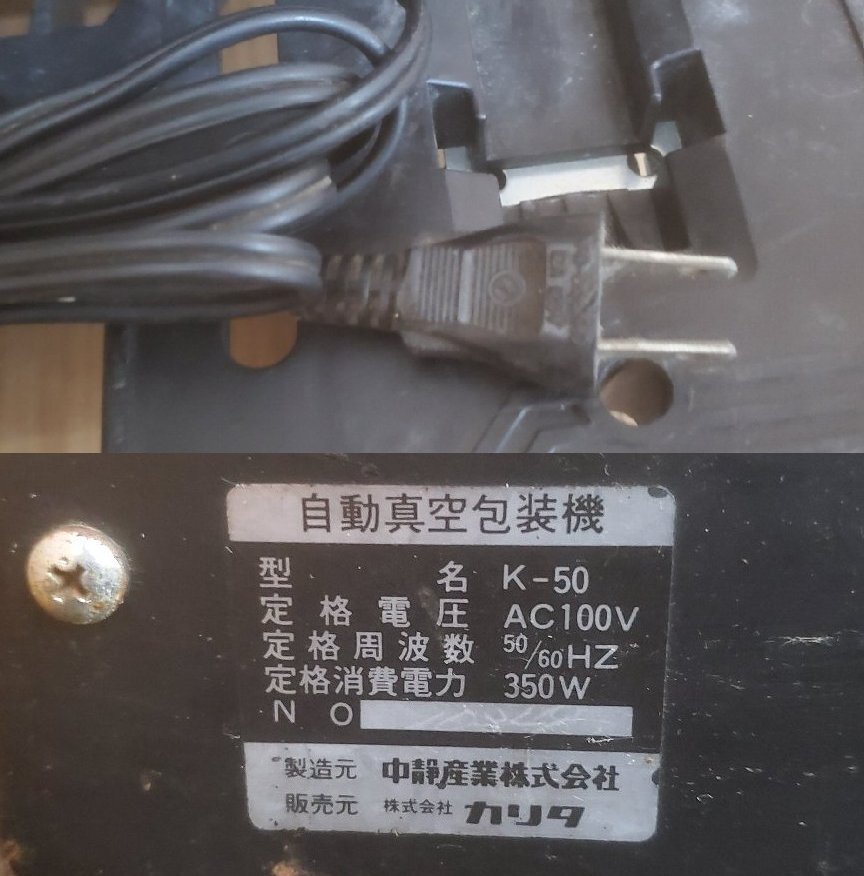 自動真空包装機
型名 K-50
定格電圧 AC100V
定格周波数 50/60HZ
定格消費電力 350W
NO
製造元 中静産業株式会社
販売元 株式会社 カリタ